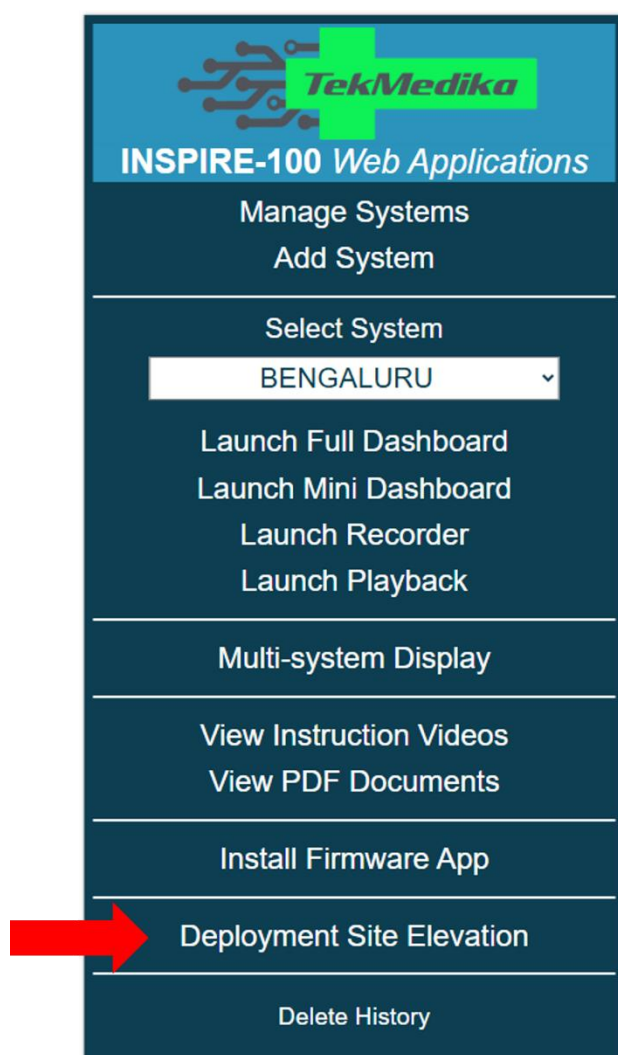 TekMedika
INSPIRE-100 Web Applications
Manage Systems
Add System
Select System
BENGALURU
Launch Full Dashboard
Launch Mini Dashboard
Launch Recorder
Launch Playback
Multi-system Display
View Instruction Videos
View PDF Documents
Install Firmware App
Deployment Site Elevation
Delete History